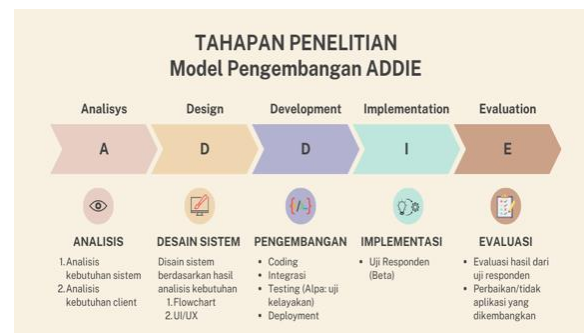 TAHAPAN PENELITIAN
Model Pengembangan ADDIE
Analisys
Design
Development
Implementation
Evaluation
A
D
D
I
E
ANALISIS
1. Analisis
kebutuhan sistem
2. Analisis
kebutuhan client
DESAIN SISTEM
Disain sistem
berdasarkan hasil
analisis kebutuhan
1. Flowchart
2. UI/UX
PENGEMBANGAN
• Coding
• Integrasi
• Testing (Alpa: uji
kelayakan)
• Deployment
IMPLEMENTASI
• Uji Responden
(Beta)
EVALUASI
• Evaluasi hasil dari
uji responden
• Perbaikan/tidak
aplikasi yang
dikembangkan